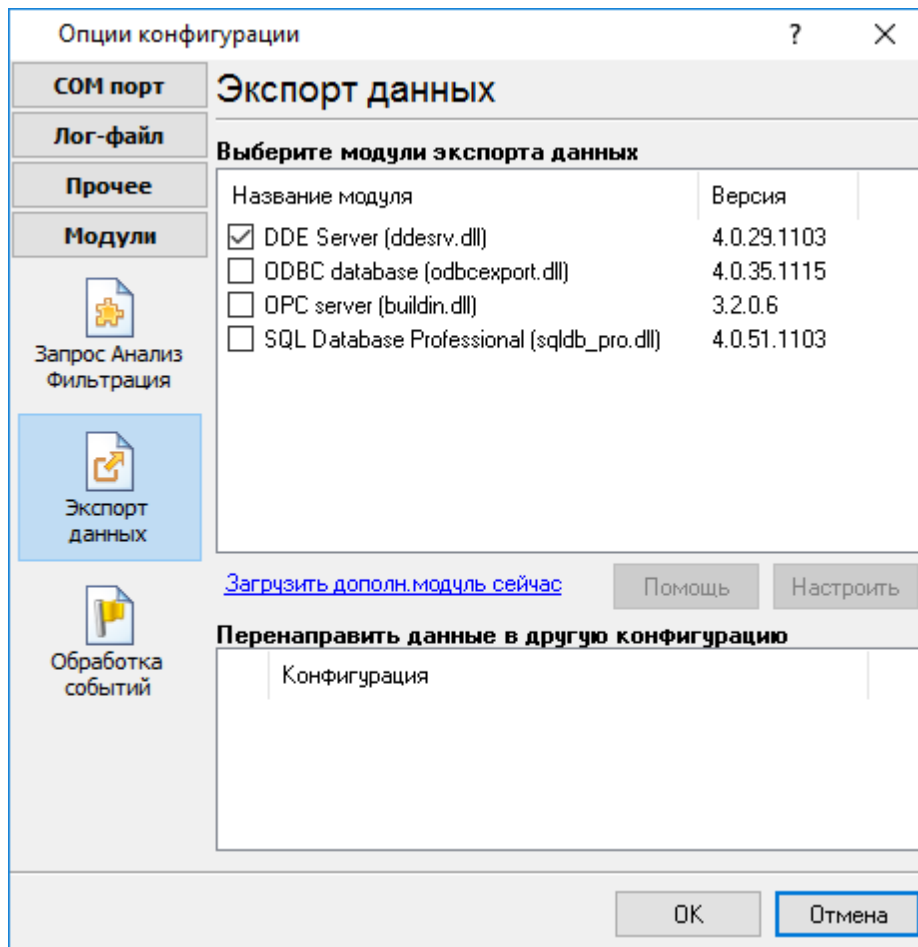 Опции конфигурации
?
COM порт
Лог-файл
Прочее
Модули
Запрос Анализ
Фильтрация
Экспорт
данных
Обработка
событий
Экспорт данных
Выберите модули экспорта данных
Название модуля Версия
DDE Server (ddesrv.dll) 4.0.29.1103
ODBC database (odbcexport.dll) 4.0.35.1115
OPC server (buildin.dll) 3.2.0.6
SQL Database Professional (sqldb_pro.dll) 4.0.51.1103
Загрузить дополн.модуль сейчас
Помощь
Настроить
Перенаправить данные в другую конфигурацию
Конфигурация
OK
Отмена